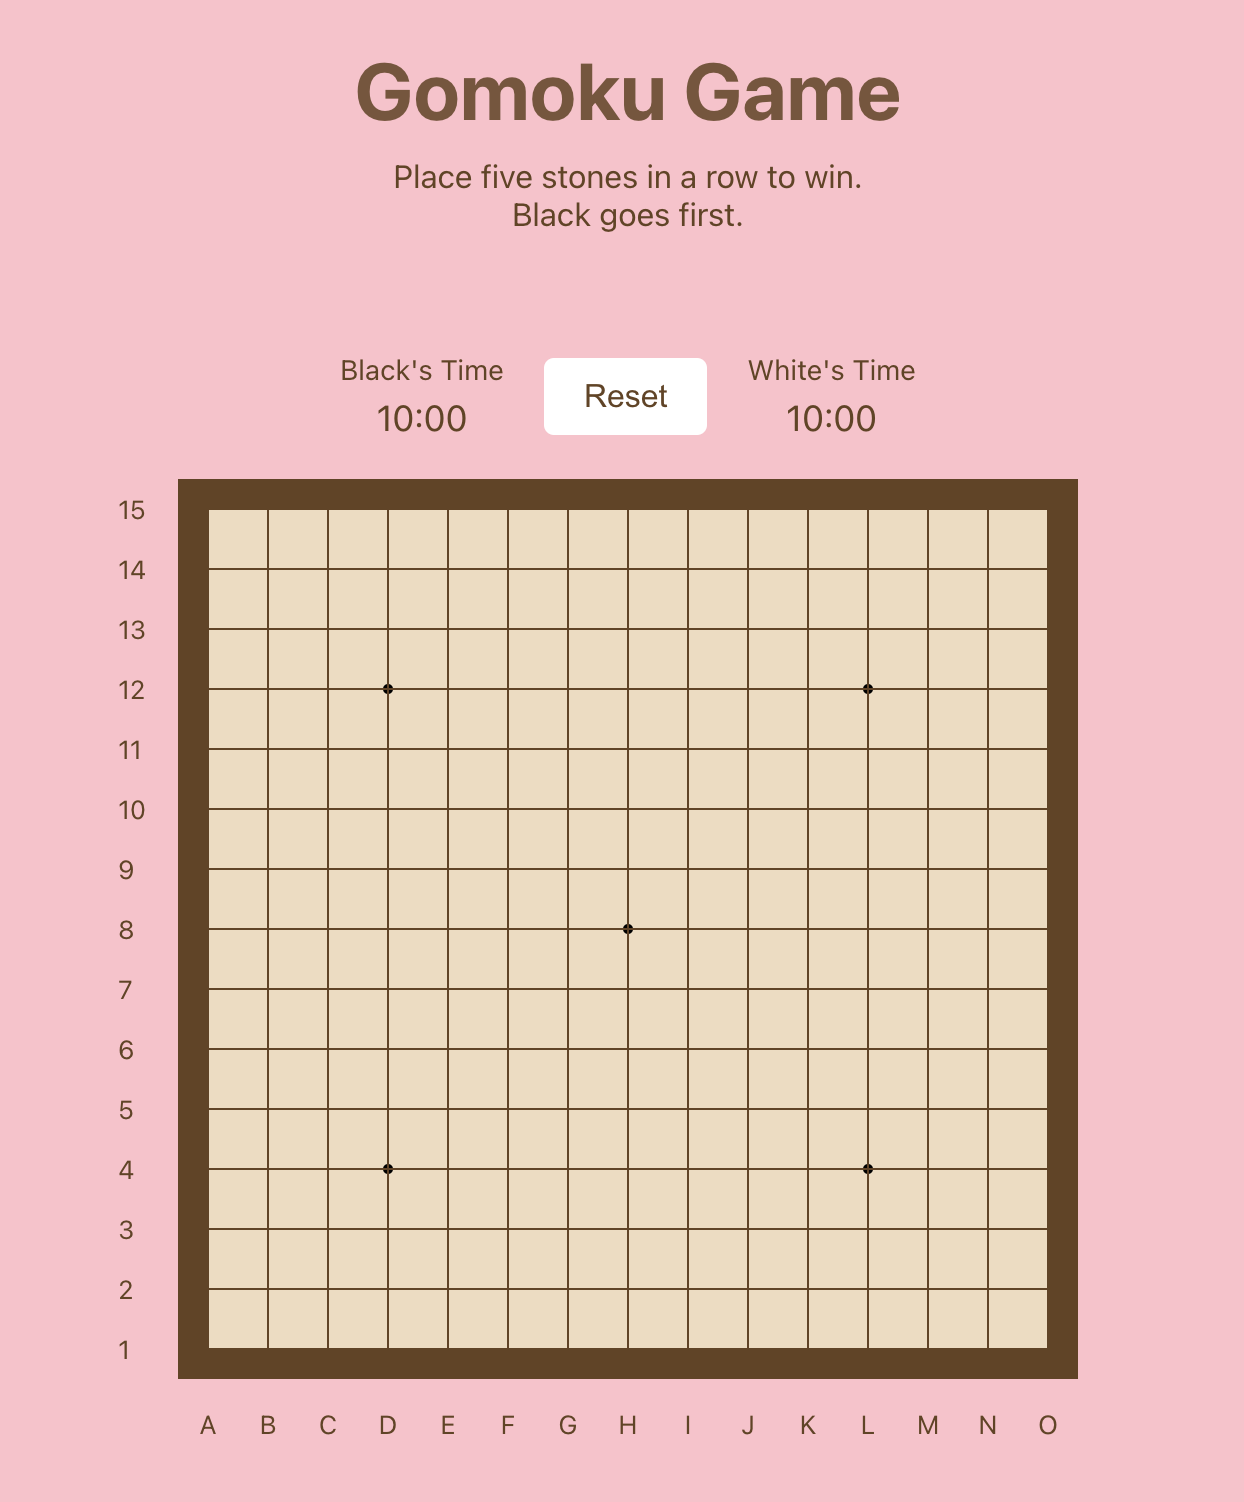 Gomoku Game
Place five stones in a row to win.
Black goes first.
Black's Time
10:00
Reset
White's Time
10:00
15
14
13
12
11
10
9
8
7
6
5
4
3
2
1
A B C D E F G H I J K L M N O